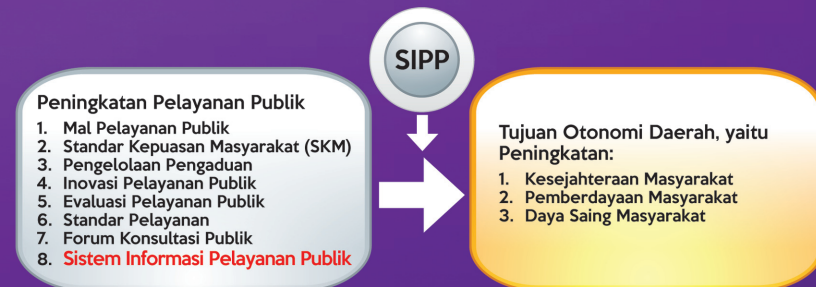 SIPP
Peningkatan Pelayanan Publik
1. Mal Pelayanan Publik
2. Standar Kepuasan Masyarakat (SKM)
3. Pengelolaan Pengaduan
4. Inovasi Pelayanan Publik
5. Evaluasi Pelayanan Publik
6. Standar Pelayanan
7. Forum Konsultasi Publik
8. Sistem Informasi Pelayanan Publik
Tujuan Otonomi Daerah, yaitu
Peningkatan:
1. Kesejahteraan Masyarakat
2. Pemberdayaan Masyarakat
3. Daya Saing Masyarakat